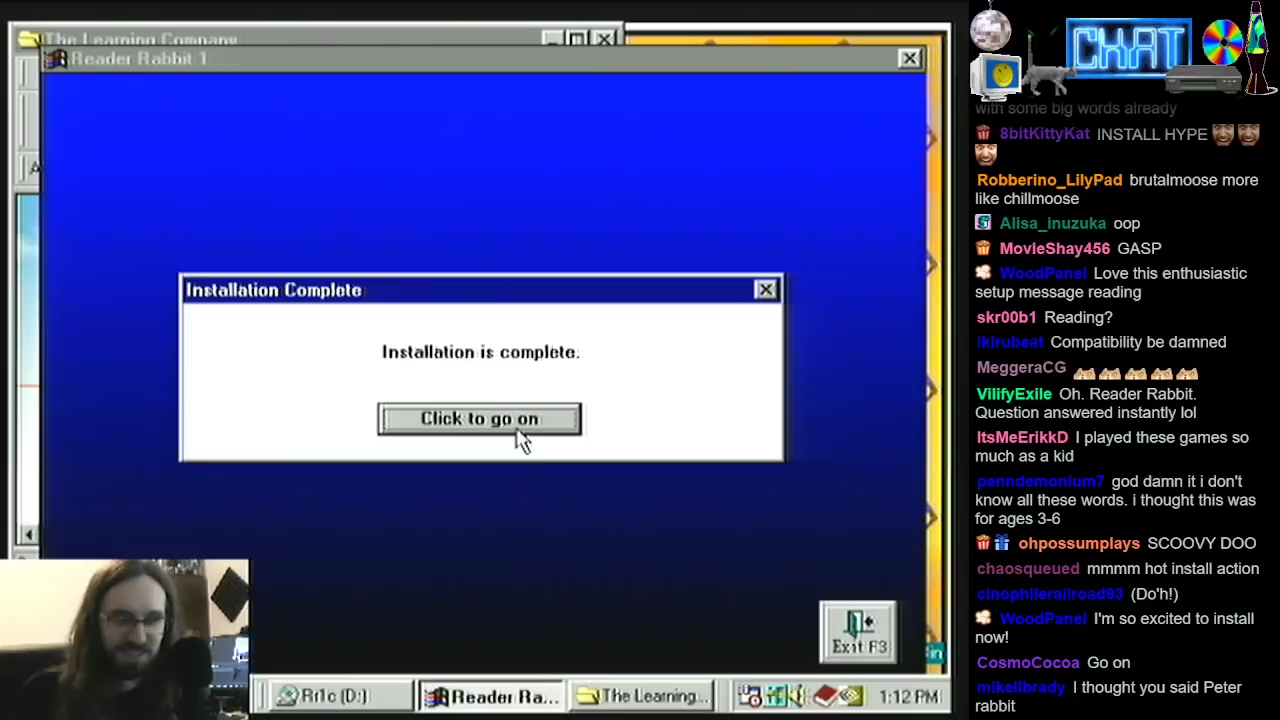 The Learning Company
Reader Rabbit 1
Installation Complete
Installation is complete.
Click to go on
Exit F3
Rr1c (D:)
Reader Ra...
The Learning...
1:12 PM
CHAT
with some big words already
8bitKittyKat INSTALL HYPE
Robberino_LilyPad brutalmoose more
like chillmoose
Alisa_inuzuka oop
MovieShay456 GASP
WoodPanel Love this enthusiastic
setup message reading
skr00b1 Reading?
Compatibility be damned
MeggeraCG
VilifyExile Oh. Reader Rabbit.
Question answered instantly lol
ItsMeErikkD I played these games so
much as a kid
penndemonium7 god damn it i don't
know all these words. i thought this was
for ages 3-6
ohpossumplays SCOOVY DOO
chaosqueued mmmm hot install action
cinophilerailroad93 (Do'h!)
WoodPanel I'm so excited to install
now!
CosmoCocoa Go on
I thought you said Peter
rabbit